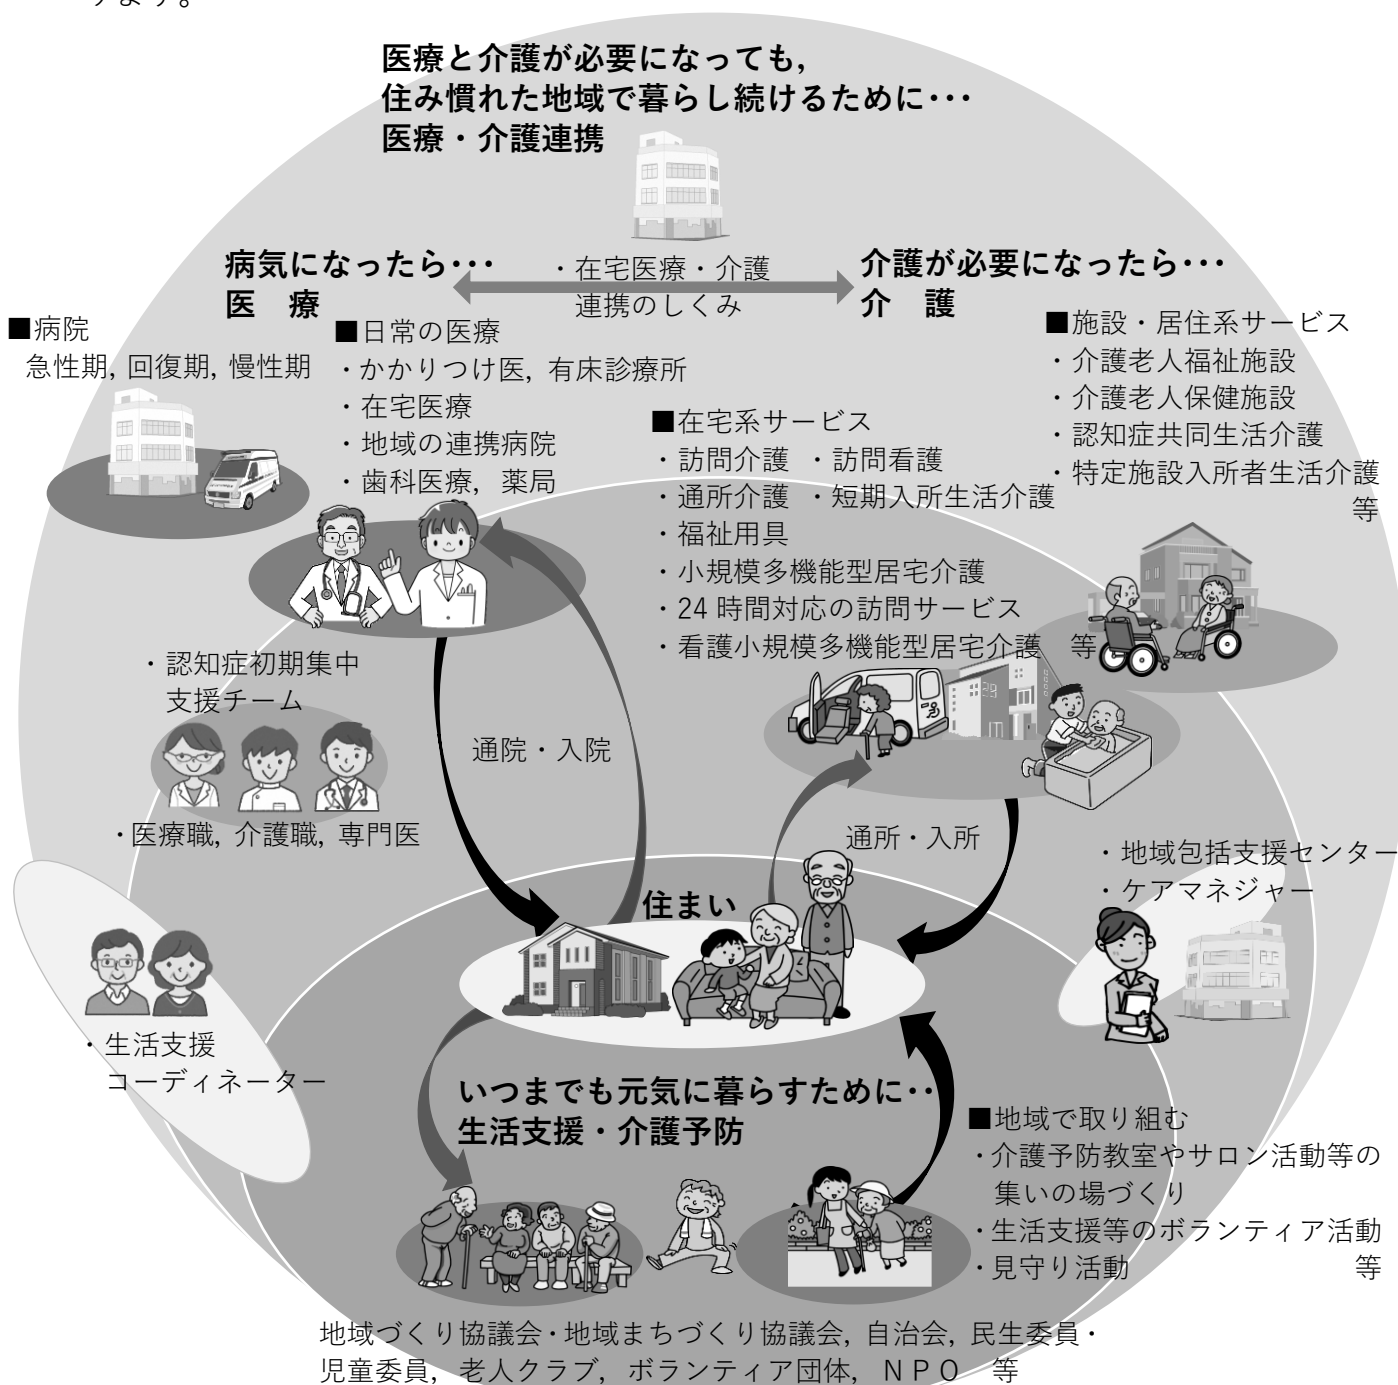 ります。
医療と介護が必要になっても,
住み慣れた地域で暮らし続けるために･･･
医療・介護連携
病気になったら･･･
医　療
・在宅医療・介護
連携のしくみ
介護が必要になったら･･･
介　護
■病院
急性期, 回復期, 慢性期
■日常の医療
・かかりつけ医, 有床診療所
・在宅医療
・地域の連携病院
・歯科医療, 薬局
■在宅系サービス
・訪問介護　・訪問看護
・通所介護　・短期入所生活介護
・福祉用具
・小規模多機能型居宅介護
・24 時間対応の訪問サービス
・看護小規模多機能型居宅介護　等
■施設・居住系サービス
・介護老人福祉施設
・介護老人保健施設
・認知症共同生活介護
・特定施設入所者生活介護
等
・認知症初期集中
支援チーム
・医療職, 介護職, 専門医
通院・入院
通所・入所
・地域包括支援センター
・ケアマネジャー
住まい
・生活支援
コーディネーター
いつまでも元気に暮らすために･･
生活支援・介護予防
■地域で取り組む
・介護予防教室やサロン活動等の
集いの場づくり
・生活支援等のボランティア活動
・見守り活動　等
地域づくり協議会・地域まちづくり協議会, 自治会, 民生委員・
児童委員, 老人クラブ, ボランティア団体, ＮＰＯ　等